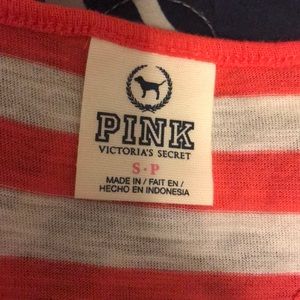 PINK
VICTORIA'S SECRET
S·P
MADE IN / FAIT EN /
HECHO EN INDONESIA